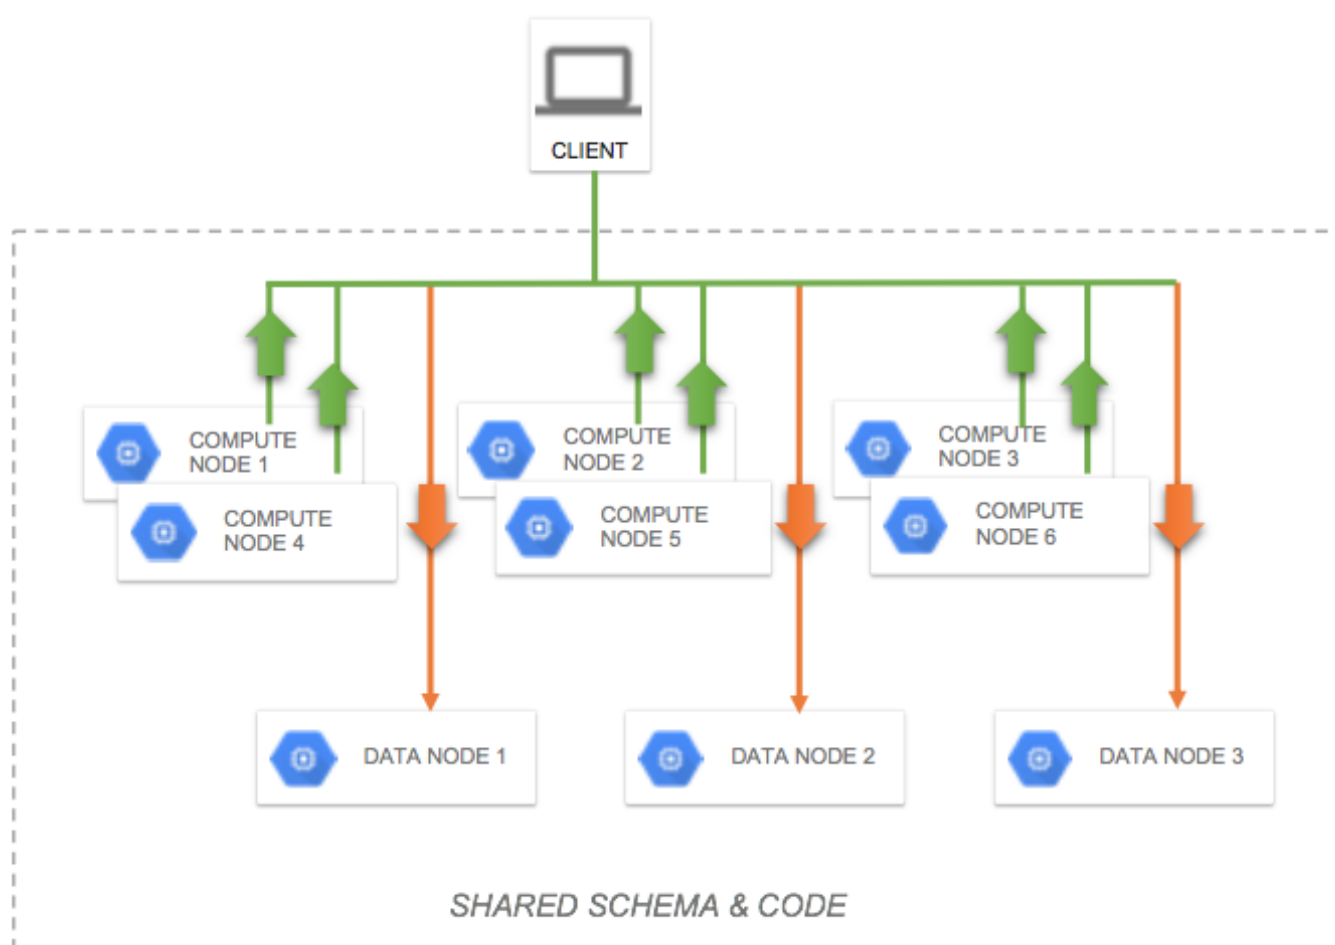 CLIENT
COMPUTE
NODE 1
COMPUTE
NODE 2
COMPUTE
NODE 3
COMPUTE
NODE 4
COMPUTE
NODE 5
COMPUTE
NODE 6
DATA NODE 1
DATA NODE 2
DATA NODE 3
SHARED SCHEMA & CODE